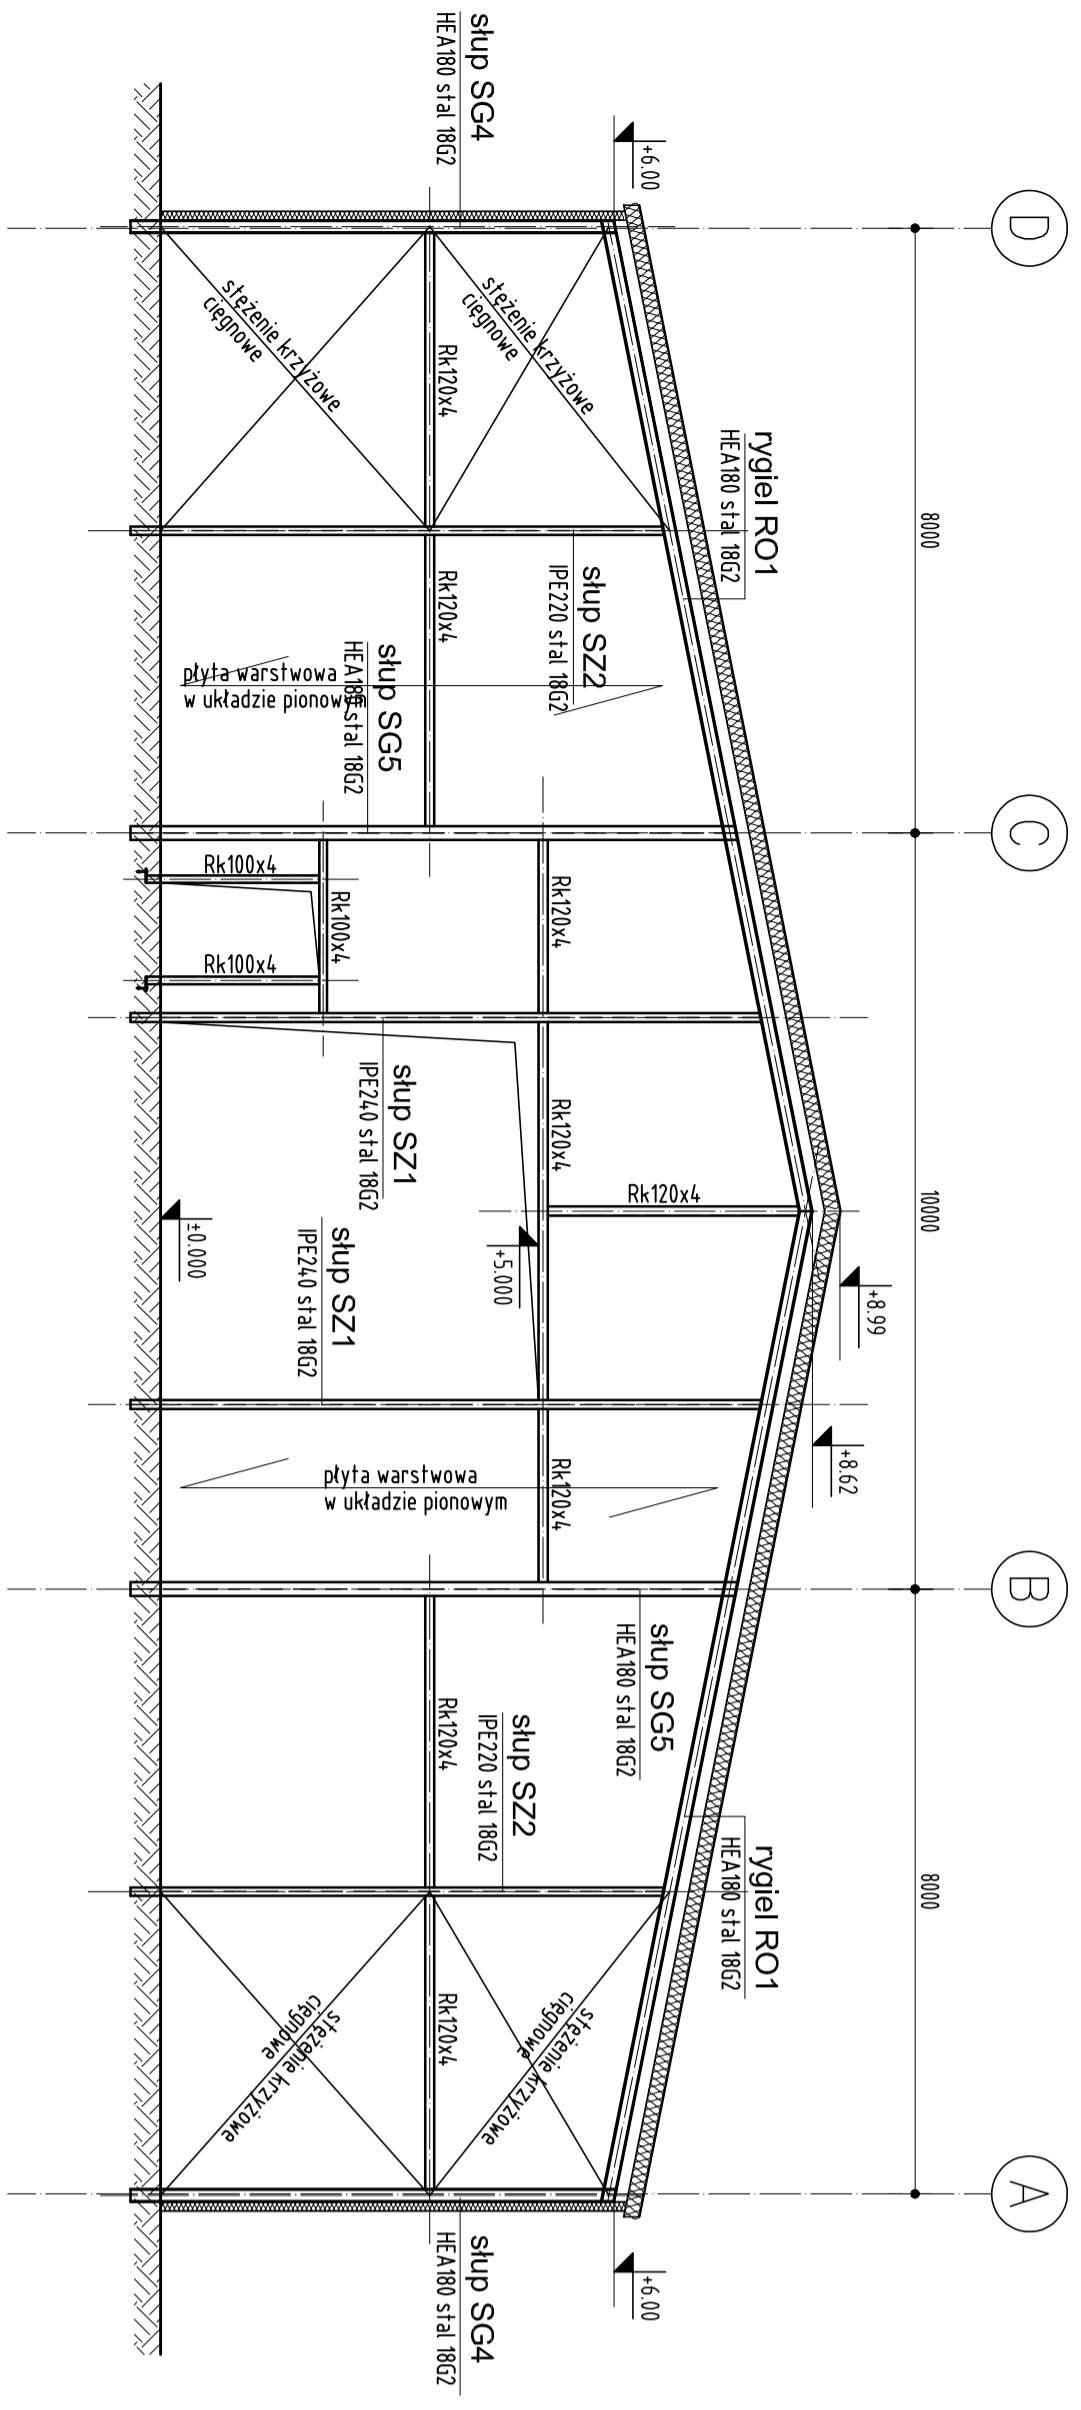 D
C
B
A
8000
10000
8000
+6.00
+8.99
+8.62
+6.00
rygiel RO1
HEA180 stal 18G2
rygiel RO1
HEA180 stal 18G2
słup SG4
HEA180 stal 18G2
stężenie krzyżowe
cięgnowe
Rk120x4
stężenie krzyżowe
cięgnowe
słup SZ2
IPE220 stal 18G2
Rk120x4
słup SG5
HEA180 stal 18G2
płyta warstwowa
w układzie pionowym
Rk120x4
Rk100x4
Rk100x4
Rk100x4
słup SZ1
IPE240 stal 18G2
Rk120x4
Rk120x4
+5.000
±0.000
słup SZ1
IPE240 stal 18G2
Rk120x4
płyta warstwowa
w układzie pionowym
słup SG5
HEA180 stal 18G2
Rk120x4
słup SZ2
IPE220 stal 18G2
Rk120x4
stężenie krzyżowe
cięgnowe
stężenie krzyżowe
cięgnowe
słup SG4
HEA180 stal 18G2